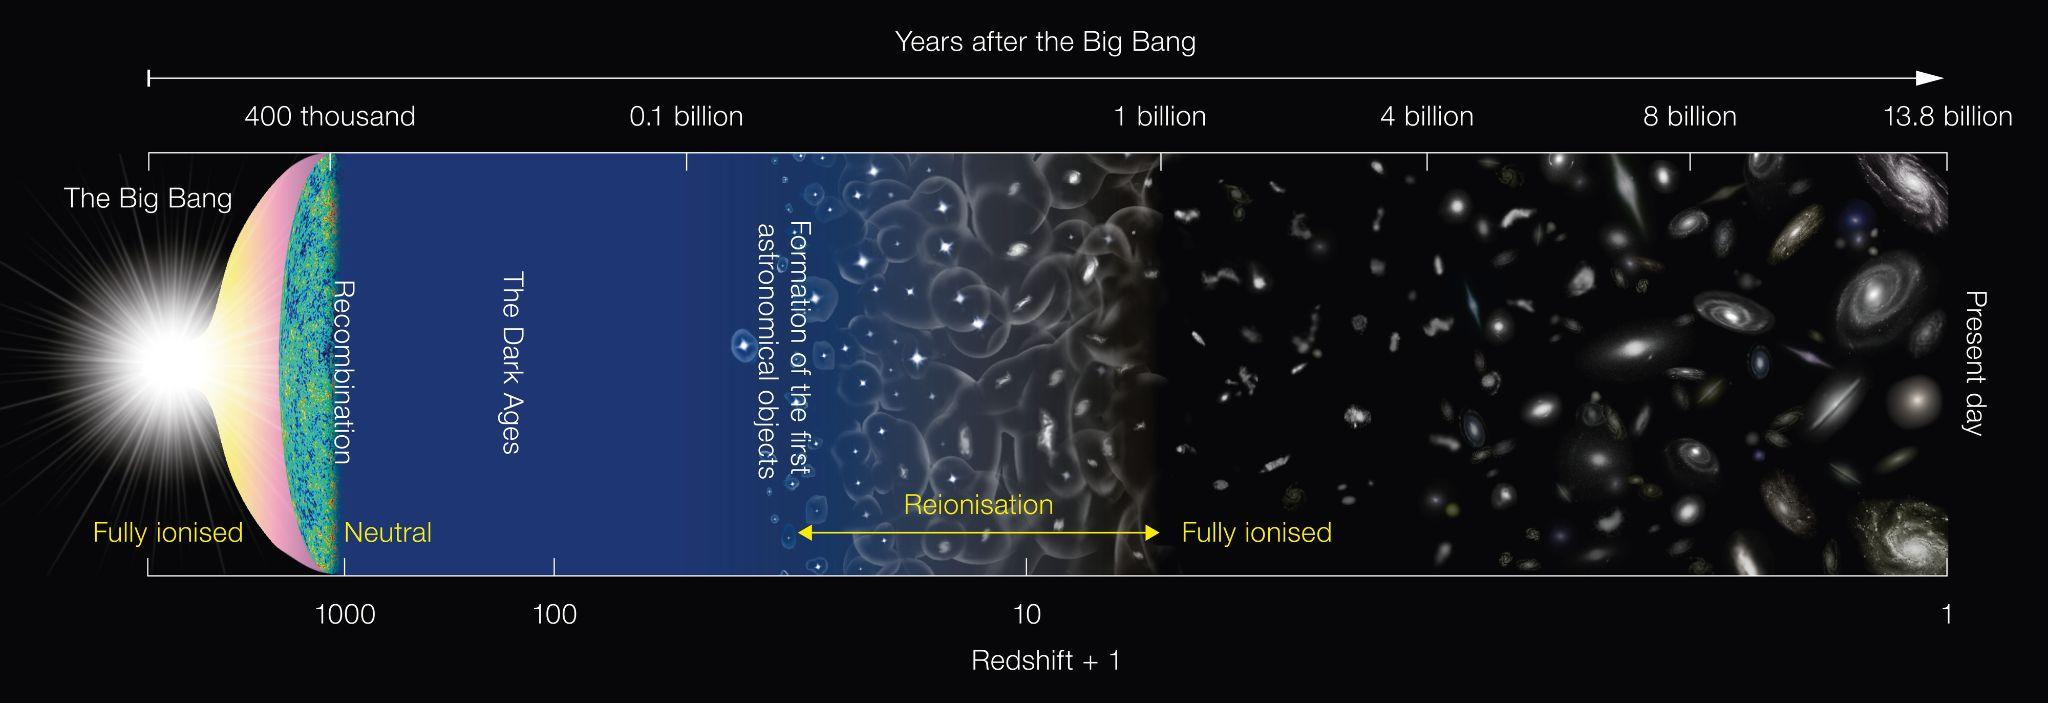 Years after the Big Bang
400 thousand
0.1 billion
1 billion
4 billion
8 billion
13.8 billion
The Big Bang
Recombination
The Dark Ages
Formation of the first
astronomical objects
Present day
Reionisation
Fully ionised
Neutral
Fully ionised
1000
100
10
1
Redshift + 1